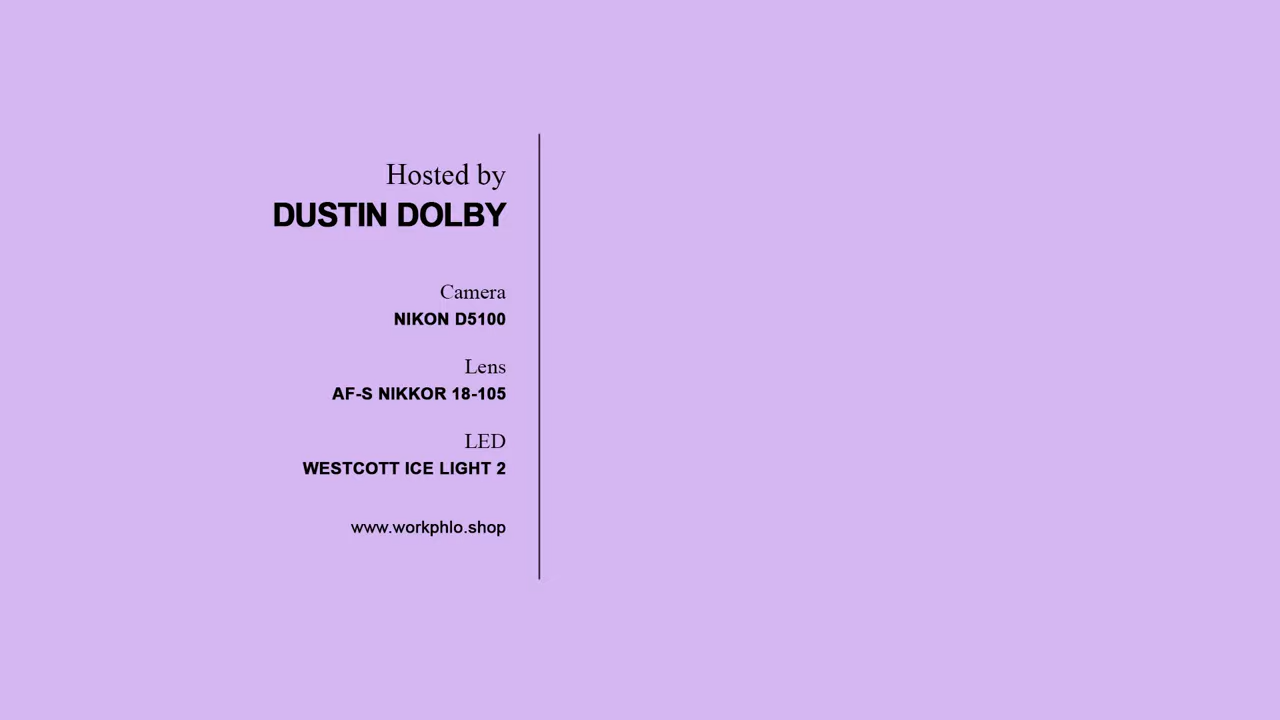 Hosted by
DUSTIN DOLBY
Camera
NIKON D5100
Lens
AF-S NIKKOR 18-105
LED
WESTCOTT ICE LIGHT 2
www.workphlo.shop